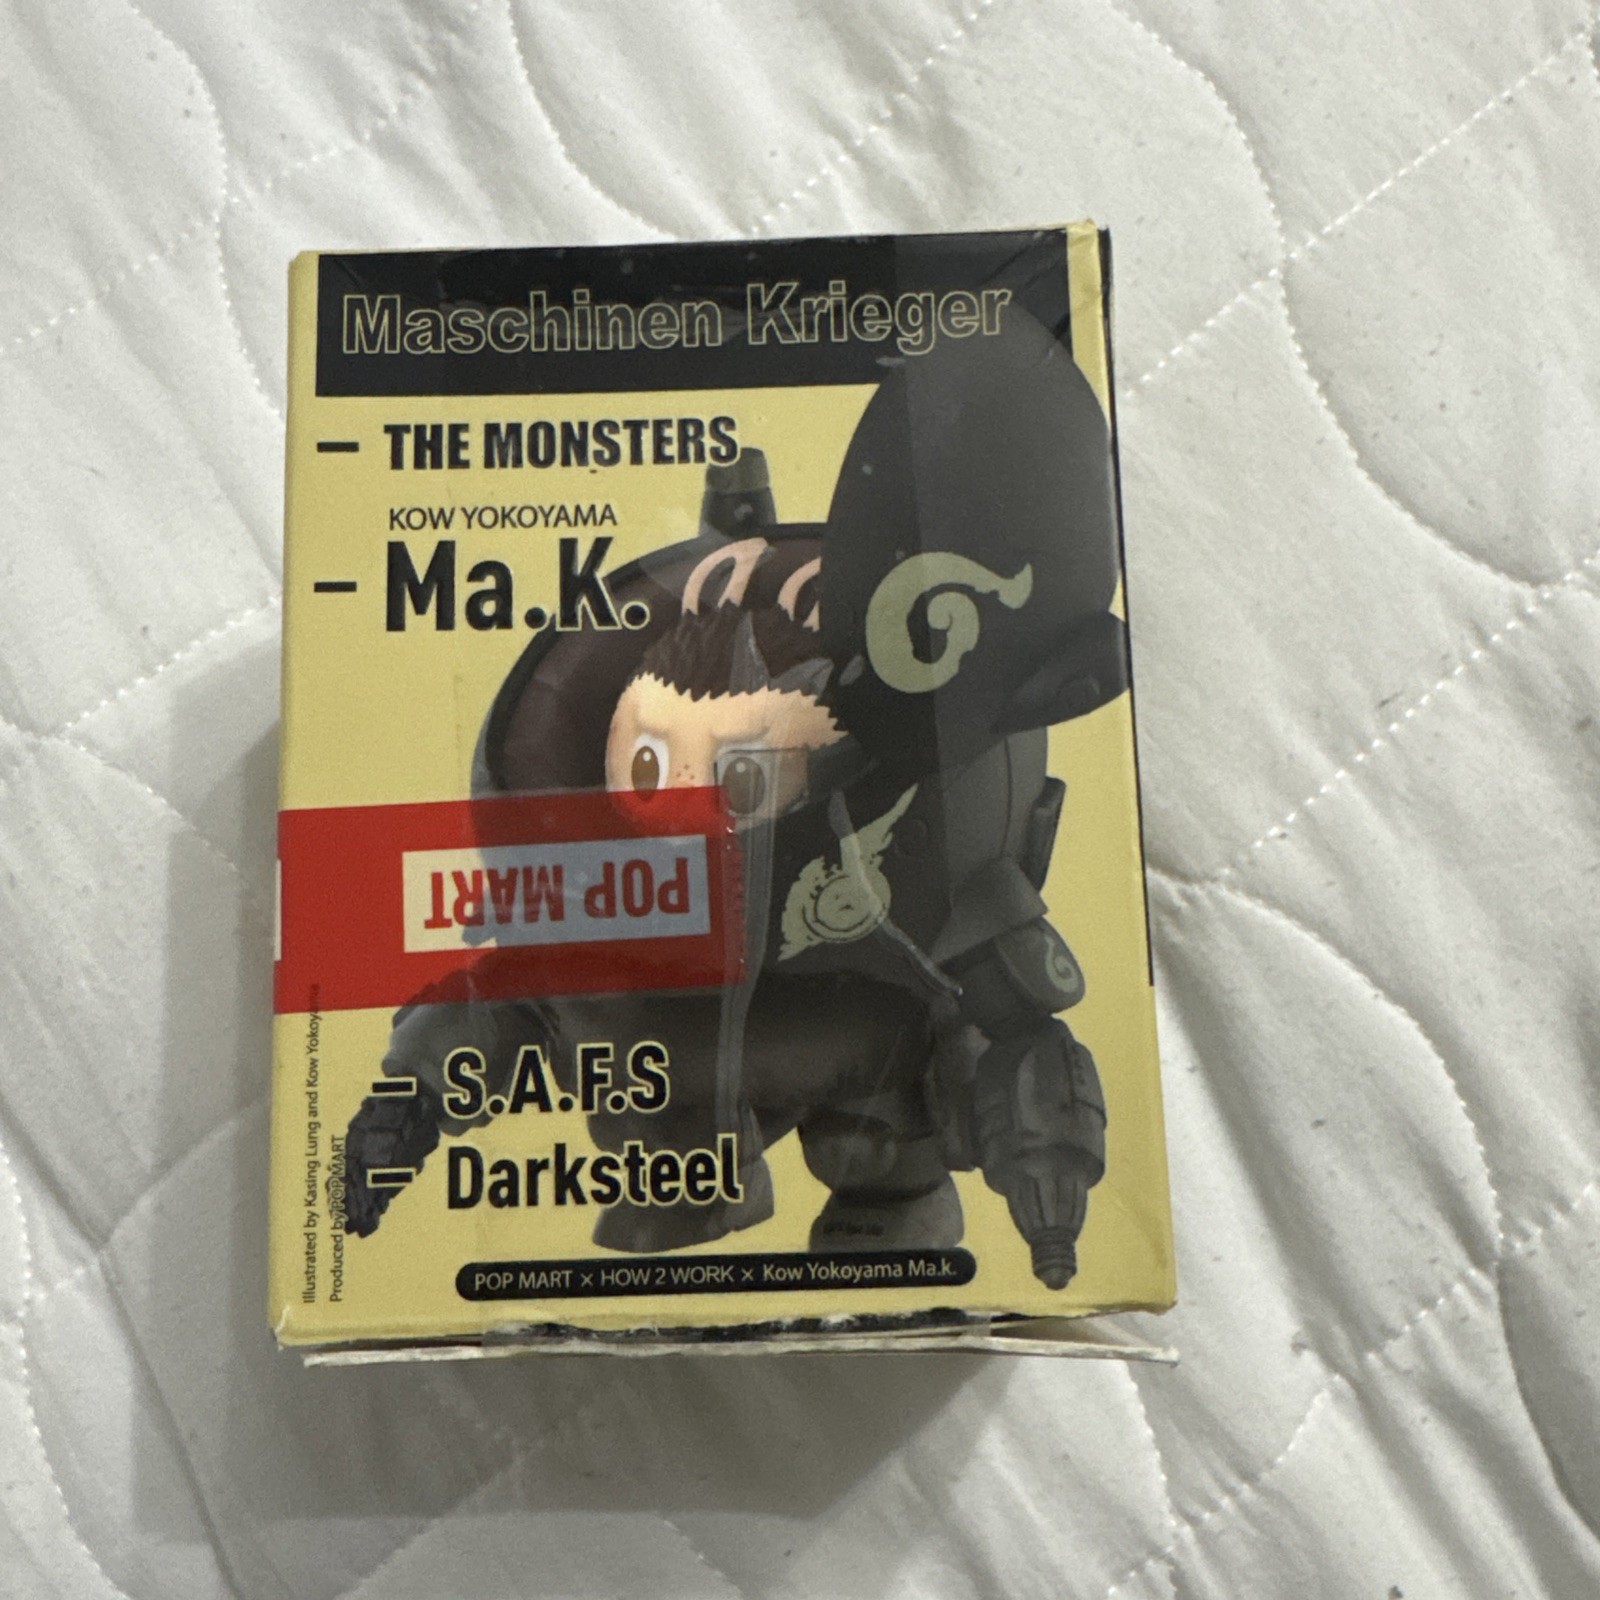 Maschinen Krieger
– THE MONSTERS
KOW YOKOYAMA
– Ma.K.
POP MART
– S.A.F.S
– Darksteel
Illustrated by Kasing Lung and Kow Yokoyama
Produced by POP MART
POP MART × HOW 2 WORK × Kow Yokoyama Ma.k.